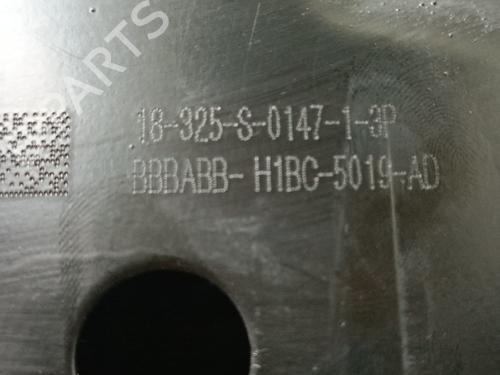 PARTS
18-325-S-0147-1-3P
BBBABB- H1BC-5019-AD